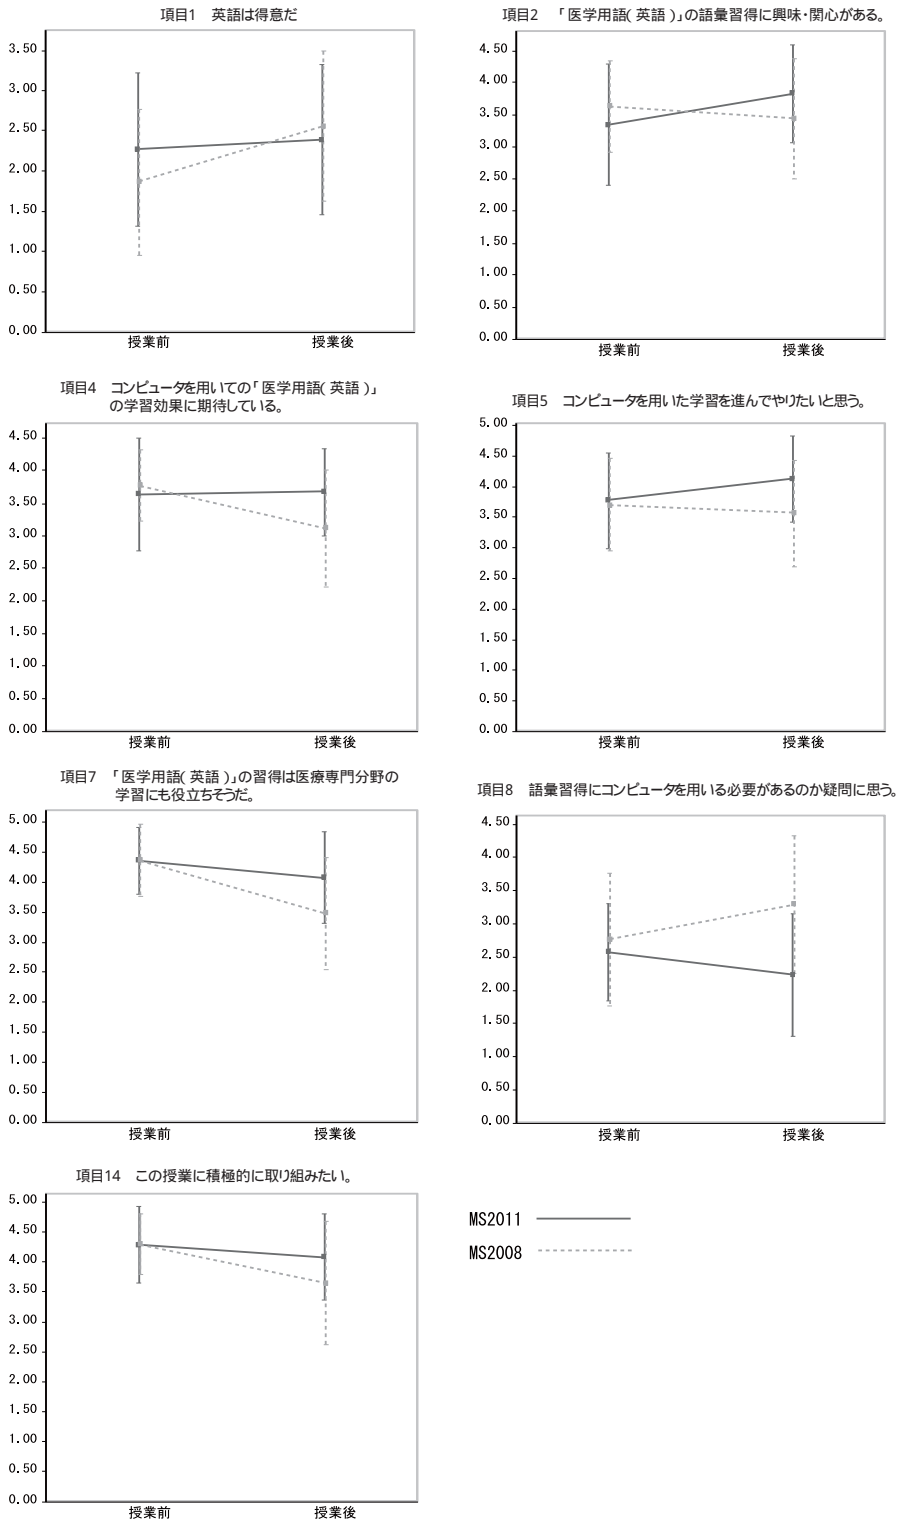 項目1　英語は得意だ
3.50
3.00
2.50
2.00
1.50
1.00
0.50
0.00
授業前
授業後
項目2　「医学用語(英語)」の語彙習得に興味・関心がある。
4.50
4.00
3.50
3.00
2.50
2.00
1.50
1.00
0.50
0.00
授業前
授業後
項目4　コンピュータを用いての「医学用語(英語)」
の学習効果に期待している。
4.50
4.00
3.50
3.00
2.50
2.00
1.50
1.00
0.50
0.00
授業前
授業後
項目5　コンピュータを用いた学習を進んでやりたいと思う。
5.00
4.50
4.00
3.50
3.00
2.50
2.00
1.50
1.00
0.50
0.00
授業前
授業後
項目7　「医学用語(英語)」の習得は医療専門分野の
学習にも役立ちそうだ。
5.00
4.50
4.00
3.50
3.00
2.50
2.00
1.50
1.00
0.50
0.00
授業前
授業後
項目8　語彙習得にコンピュータを用いる必要があるのか疑問に思う。
4.50
4.00
3.50
3.00
2.50
2.00
1.50
1.00
0.50
0.00
授業前
授業後
項目14　この授業に積極的に取り組みたい。
5.00
4.50
4.00
3.50
3.00
2.50
2.00
1.50
1.00
0.50
0.00
授業前
授業後
MS2011
MS2008